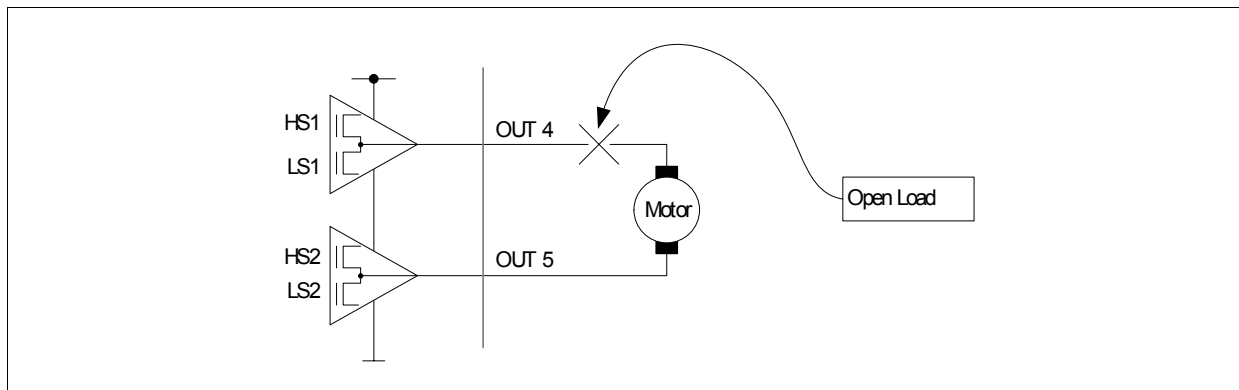 HS1
LS1
OUT 4
Motor
Open Load
HS2
LS2
OUT 5